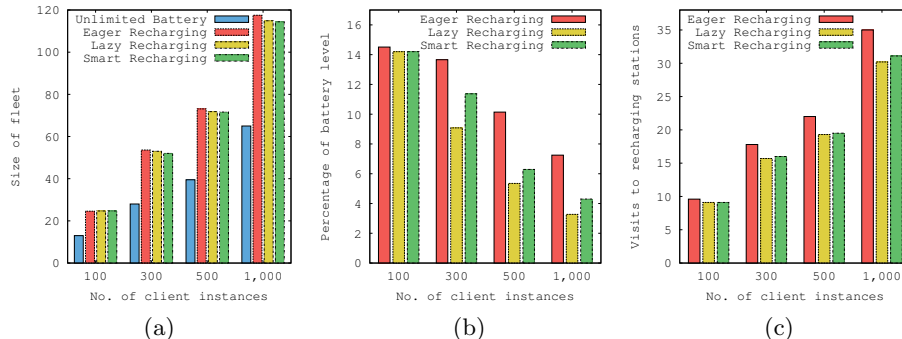 Size of fleet
120
100
80
60
40
20
0
Unlimited Battery
Eager Recharging
Lazy Recharging
Smart Recharging
100 300 500 1,000
No. of client instances
(a)
Percentage of battery level
16
14
12
10
8
6
4
2
0
Eager Recharging
Lazy Recharging
Smart Recharging
100 300 500 1,000
No. of client instances
(b)
Visits to recharging stations
35
30
25
20
15
10
5
0
Eager Recharging
Lazy Recharging
Smart Recharging
100 300 500 1,000
No. of client instances
(c)